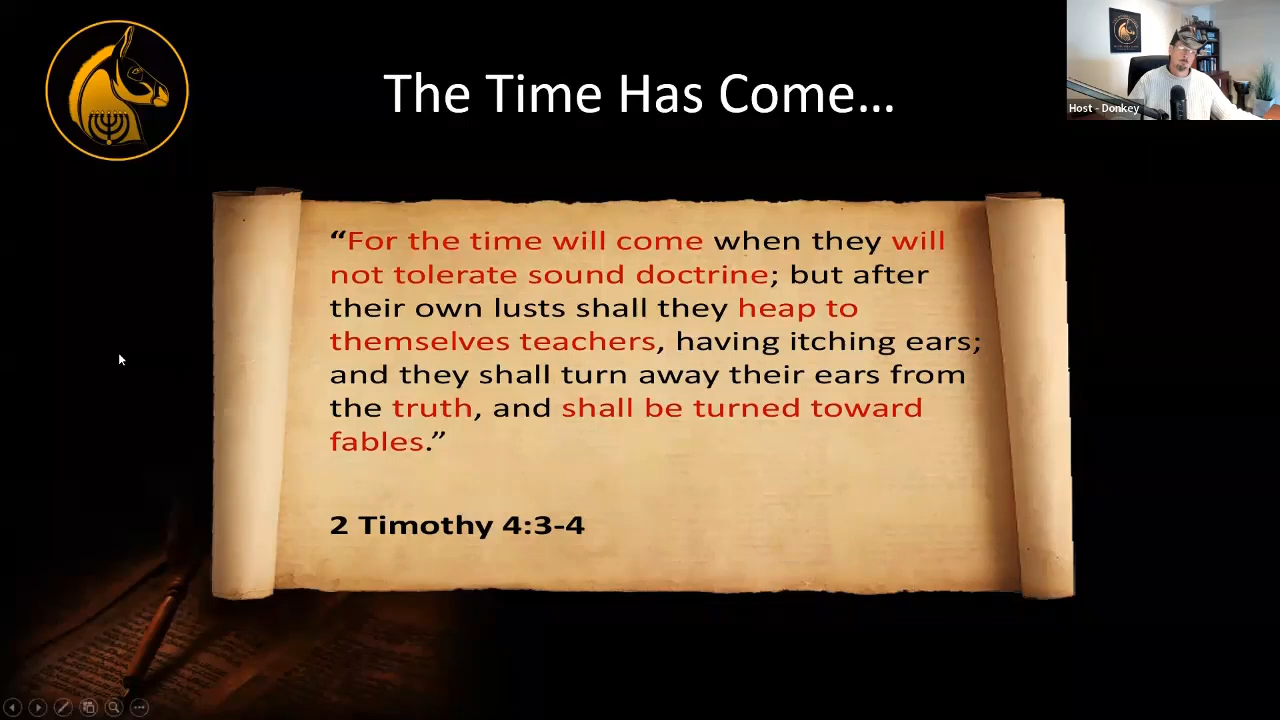 The Time Has Come...
Host - Donkey
“For the time will come when they will
not tolerate sound doctrine; but after
their own lusts shall they heap to
themselves teachers, having itching ears;
and they shall turn away their ears from
the truth, and shall be turned toward
fables.”
2 Timothy 4:3-4